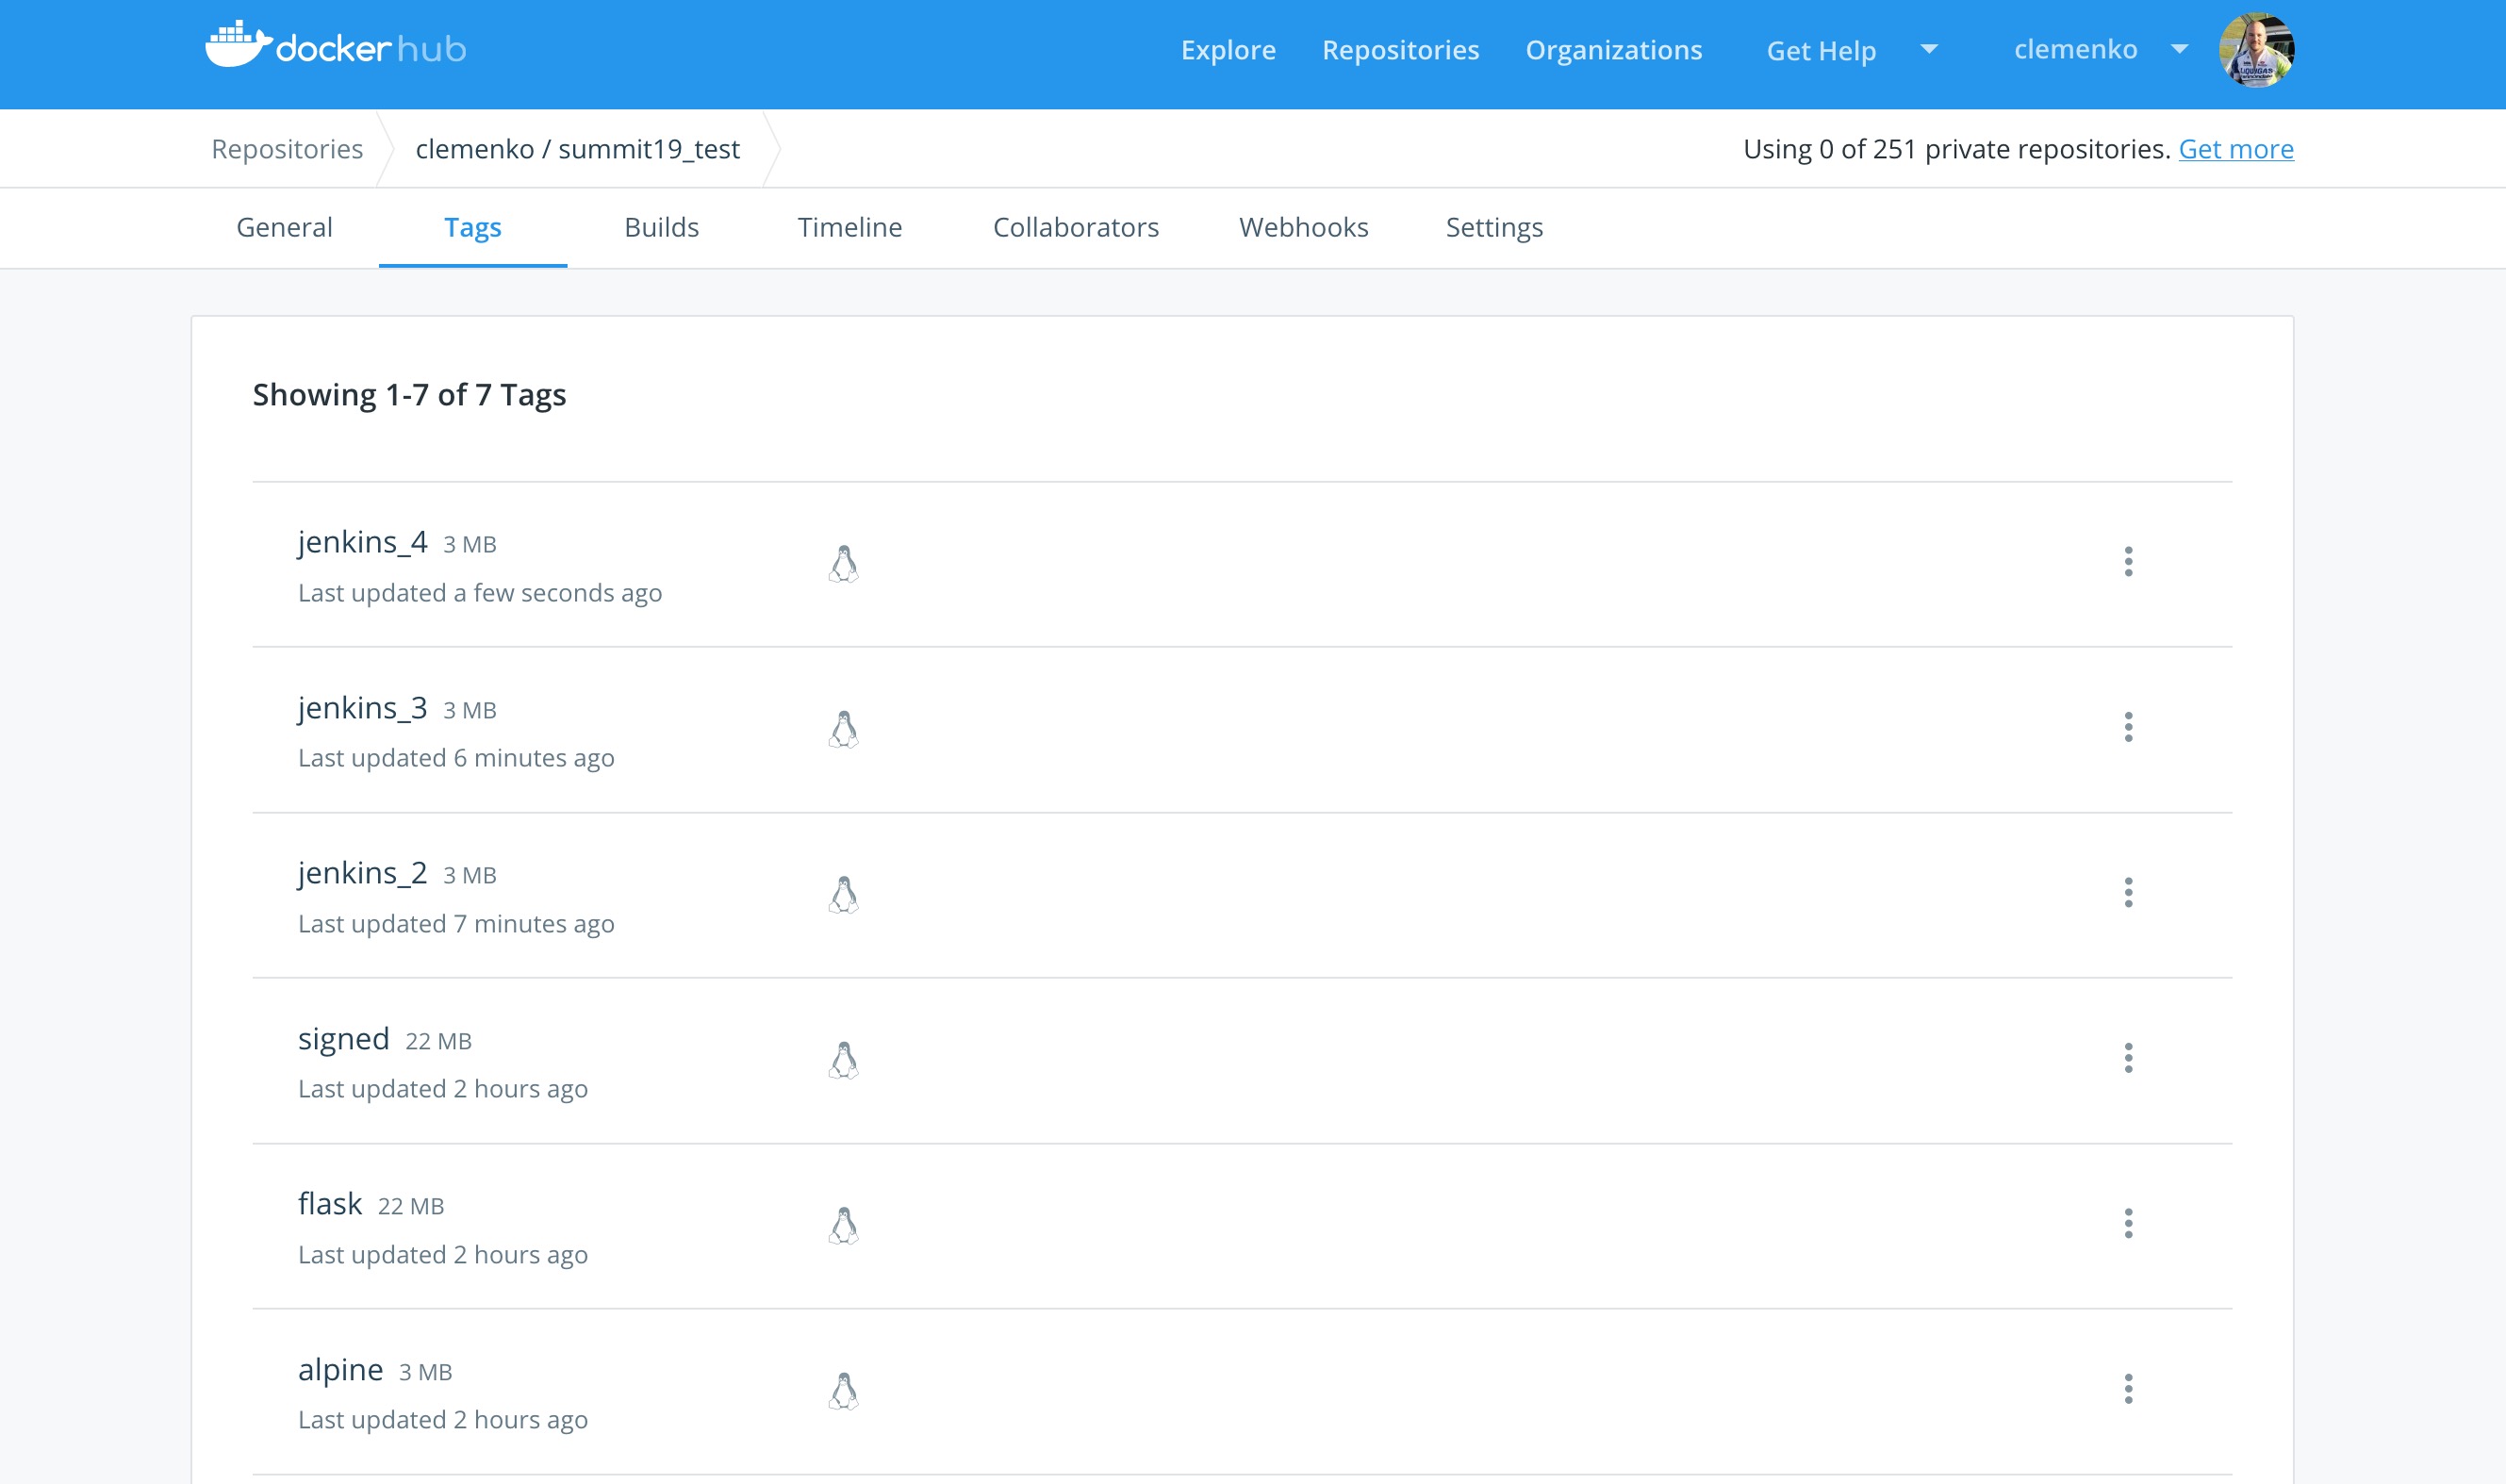 docker hub
Explore Repositories Organizations Get Help clemenko
Repositories clemenko / summit19_test Using 0 of 251 private repositories. Get more
General Tags Builds Timeline Collaborators Webhooks Settings
Showing 1-7 of 7 Tags
jenkins_4 3 MB
Last updated a few seconds ago
jenkins_3 3 MB
Last updated 6 minutes ago
jenkins_2 3 MB
Last updated 7 minutes ago
signed 22 MB
Last updated 2 hours ago
flask 22 MB
Last updated 2 hours ago
alpine 3 MB
Last updated 2 hours ago